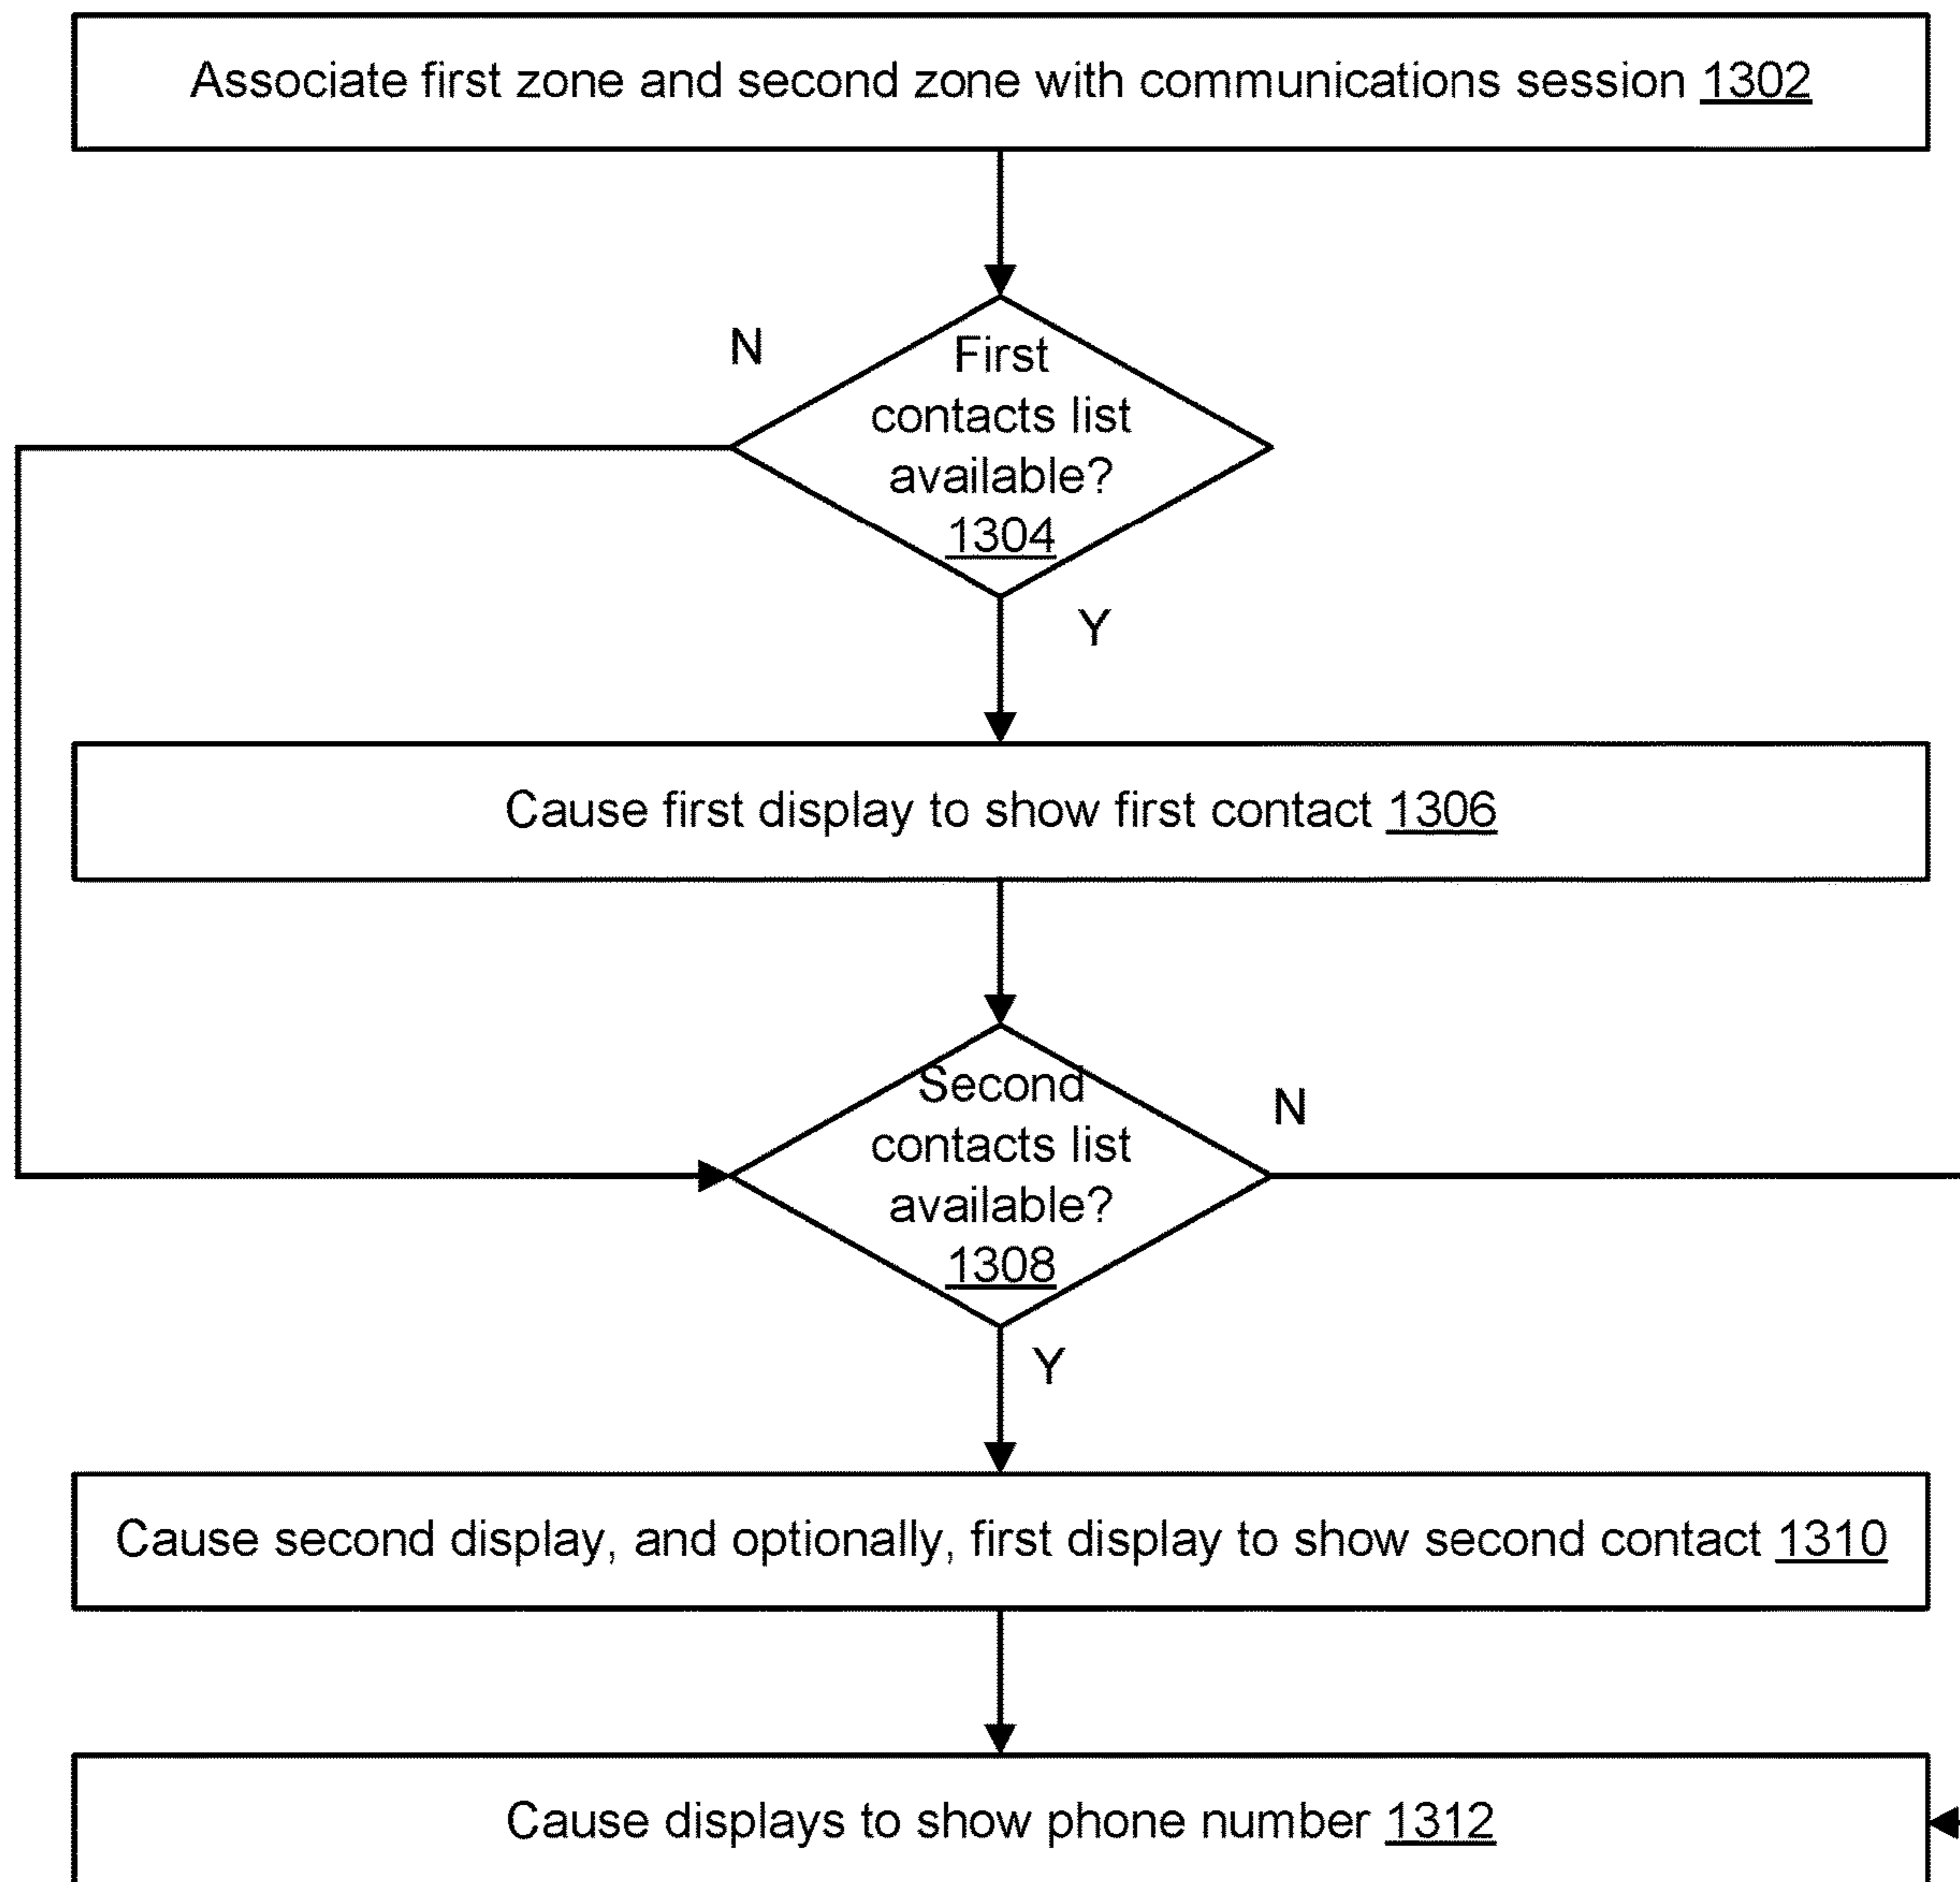 Associate first zone and second zone with communications session 1302
N
First
contacts list
available?
1304
Y
Cause first display to show first contact 1306
Second
contacts list
available?
1308
N
Y
Cause second display, and optionally, first display to show second contact 1310
Cause displays to show phone number 1312